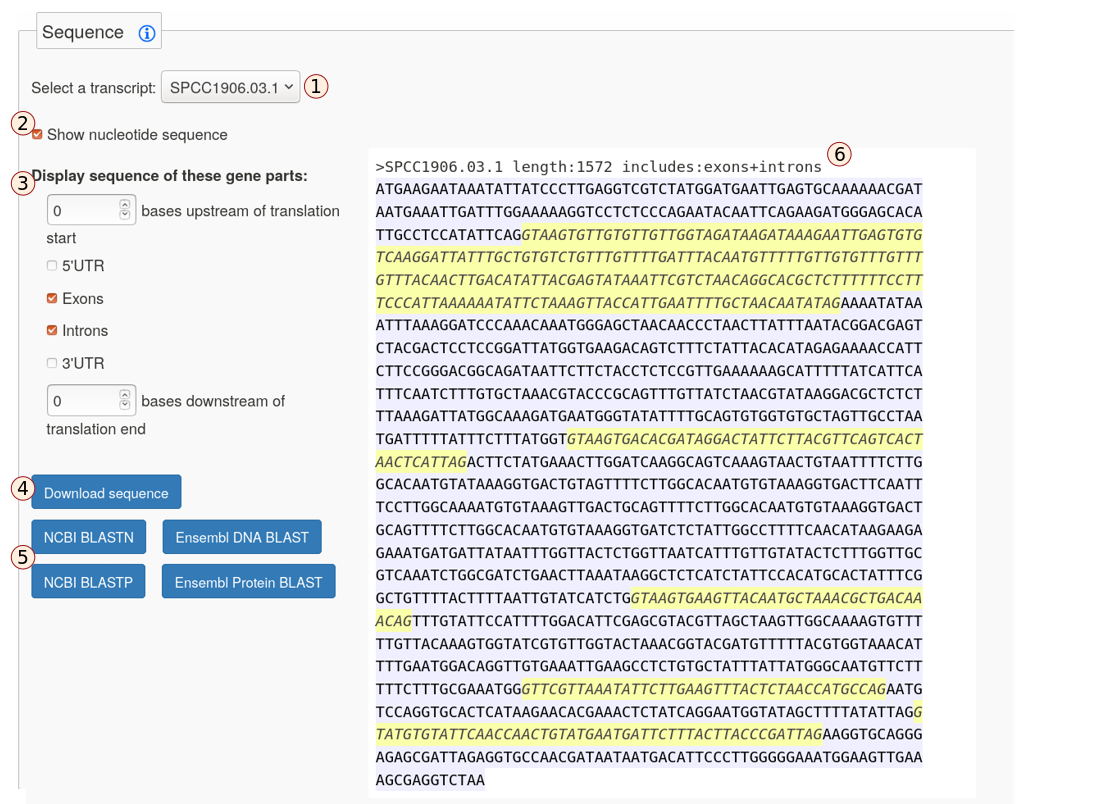 Sequence
Select a transcript: SPCC1906.03.1 1
2
Show nucleotide sequence
3
Display sequence of these gene parts:
0 bases upstream of translation
start
5'UTR
Exons
Introns
3'UTR
0 bases downstream of
translation end
4
Download sequence
NCBI BLASTN Ensembl DNA BLAST
5
NCBI BLASTP Ensembl Protein BLAST
6
>SPCC1906.03.1 length:1572 includes:exons+introns
ATGAAGAATAAATATTATCCCTTGAGGTCGTCTATGGATGAATTGAGTGCAAAAAACGAT
AATGAAATTGATTTGGAAAAAGGTCCTCTCCCAGAATACAATTCAGAAGATGGGAGCACA
TTGCCTCCATATTCAGGTAAGTGTTGTGTTGTTGGTAGATAAGATAAAGAATTGAGTGTG
TCAAGGATTATTTGCTGTGTCTGTTTGTTTTGATTTACAATGTTTTTGTTGTGTTTGTTT
GTTTACAACTTGACATATTACGAGTATAAATTCGTCTAACAGGCACGCTCTTTTTTCCTT
TCCCATTAAAAAATATTCTAAAGTTACCATTGAATTTTGCTAACAATATAGAAAATATAA
ATTTAAAGGATCCCAAACAAATGGGAGCTAACAACCCTAACTTATTTAATACGGACGAGT
CTACGACTCCTCCGGATTATGGTGAAGACAGTCTTTCTATTACACATAGAGAAAACCATT
CTTCCGGGACGGCAGATAATTCTTCTACCTCTCCGTTGAAAAAAGCATTTTTATCATTCA
TTTCAATCTTTGTGCTAAACGTACCCGCAGTTTGTTATCTAACGTATAAGGACGCTCTCT
TTAAAGATTATGGCAAAGATGAATGGGTATATTTTGCAGTGTGGTGTGCTAGTTGCCTAA
TGATTTTTATTTCTTTATGGTGTAAGTGACACGATAGGACTATTCTTACGTTCAGTCACT
AACTCATTAGACTTCTATGAAACTTGGATCAAGGCAGTCAAAGTAACTGTAATTTTCTTG
GCACAATGTATAAAGGTGACTGTAGTTTTCTTGGCACAATGTGTAAAGGTGACTTCAATT
TCCTTGGCAAAATGTGTAAAGTTGACTGCAGTTTTCTTGGCACAATGTGTAAAGGTGACT
GCAGTTTTCTTGGCACAATGTGTAAAGGTGATCTCTATTGGCCTTTTCAACATAAGAAGA
GAAATGATGATTATAATTTGGTTACTCTGGTTAATCATTTGTTGTATACTCTTTGGTTGC
GTCAAATCTGGCGATCTGAACTTAAATAAGGCTCTCATCTATTCCACATGCACTATTTCG
GCTGTTTTACTTTTAATTGTATCATCTGGTAAGTGAAGTTACAATGCTAAACGCTGACAA
ACAGTTTGTATTCCATTTTGGACATTCGAGCGTACGTTAGCTAAGTTGGCAAAAGTGTTT
TTGTTACAAAGTGGTATCGTGTTGGTACTAAACGGTACGATGTTTTTACGTGGTAAACAT
TTTGAATGGACAGGTTGTGAAATTGAAGCCTCTGTGCTATTTATTATGGGCAATGTTCTT
TTTCTTTGCGAAATGGGTTCGTTAAATATTCTTGAAGTTTACTCTAACCATGCCAGAATG
TCCAGGTGCACTCATAAGAACACGAAACTCTATCAGGAATGGTATAGCTTTTATATTAGG
TATGTGTATTCAACCAACTGTATGAATGATTCTTTACTTACCCGATTAGAAGGTGCAGGG
AGAGCGATTAGAGGTGCCAACGATAATAATGACATTCCCTTGGGGGAAATGGAAGTTGAA
AGCGAGGTCTAA